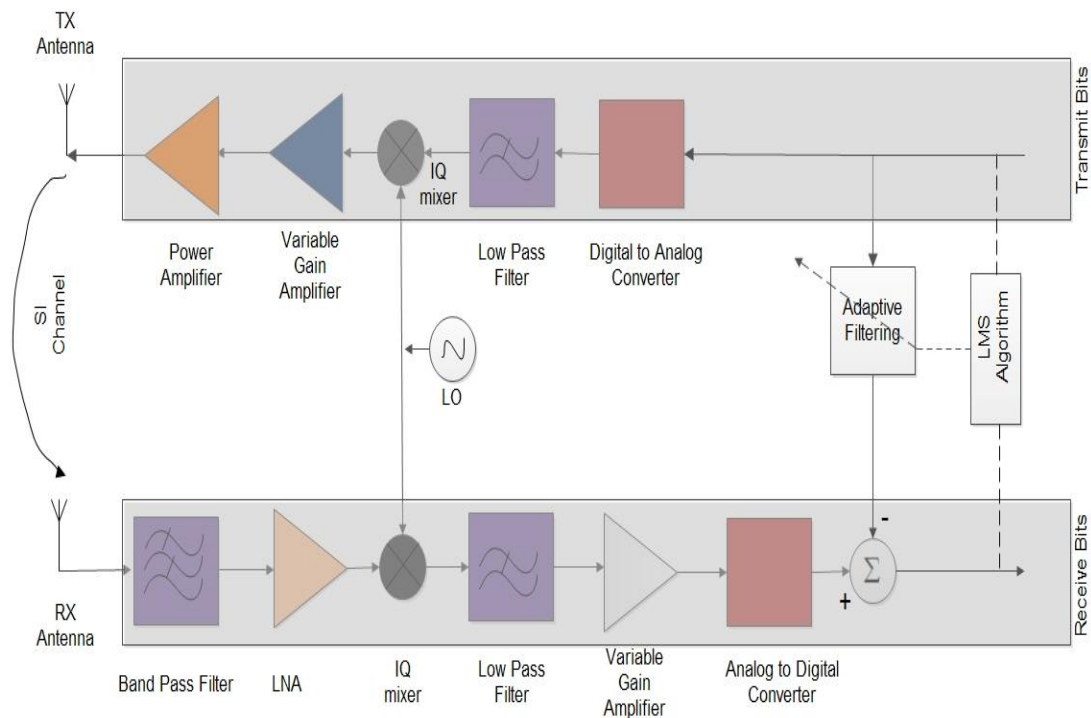 TX
Antenna
Transmit Bits
IQ
mixer
Power
Amplifier
Variable
Gain
Amplifier
Low Pass
Filter
Digital to Analog
Converter
SI
Channel
LO
Adaptive
Filtering
LMS
Algorithm
-
Σ
+
Receive Bits
RX
Antenna
Band Pass Filter
LNA
IQ
mixer
Low Pass
Filter
Variable
Gain
Amplifier
Analog to Digital
Converter